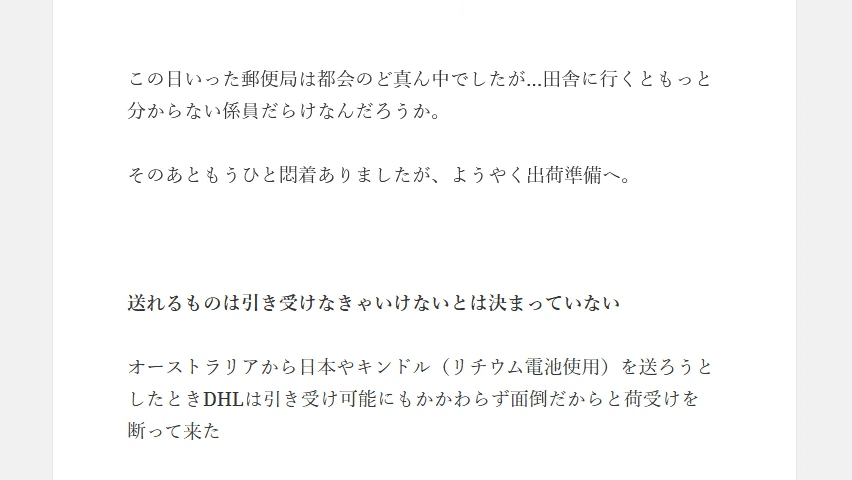 この日いった郵便局は都会のど真ん中でしたが…田舎に行くともっと
分からない係員だらけなんだろうか。
そのあともうひと悶着ありましたが、ようやく出荷準備へ。
送れるものは引き受けなきゃいけないとは決まっていない
オーストラリアから日本やキンドル（リチウム電池使用）を送ろうと
したときDHLは引き受け可能にもかかわらず面倒だからと荷受けを
断って来た